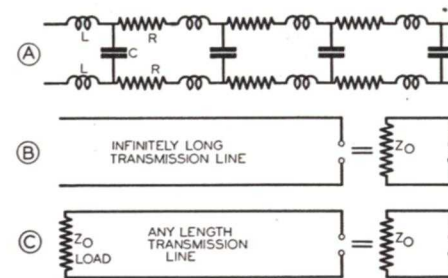 L R
C
A
L R
B
INFINITELY LONG
TRANSMISSION LINE
=
ZO
C
ZO
LOAD
ANY LENGTH
TRANSMISSION
LINE
=
ZO